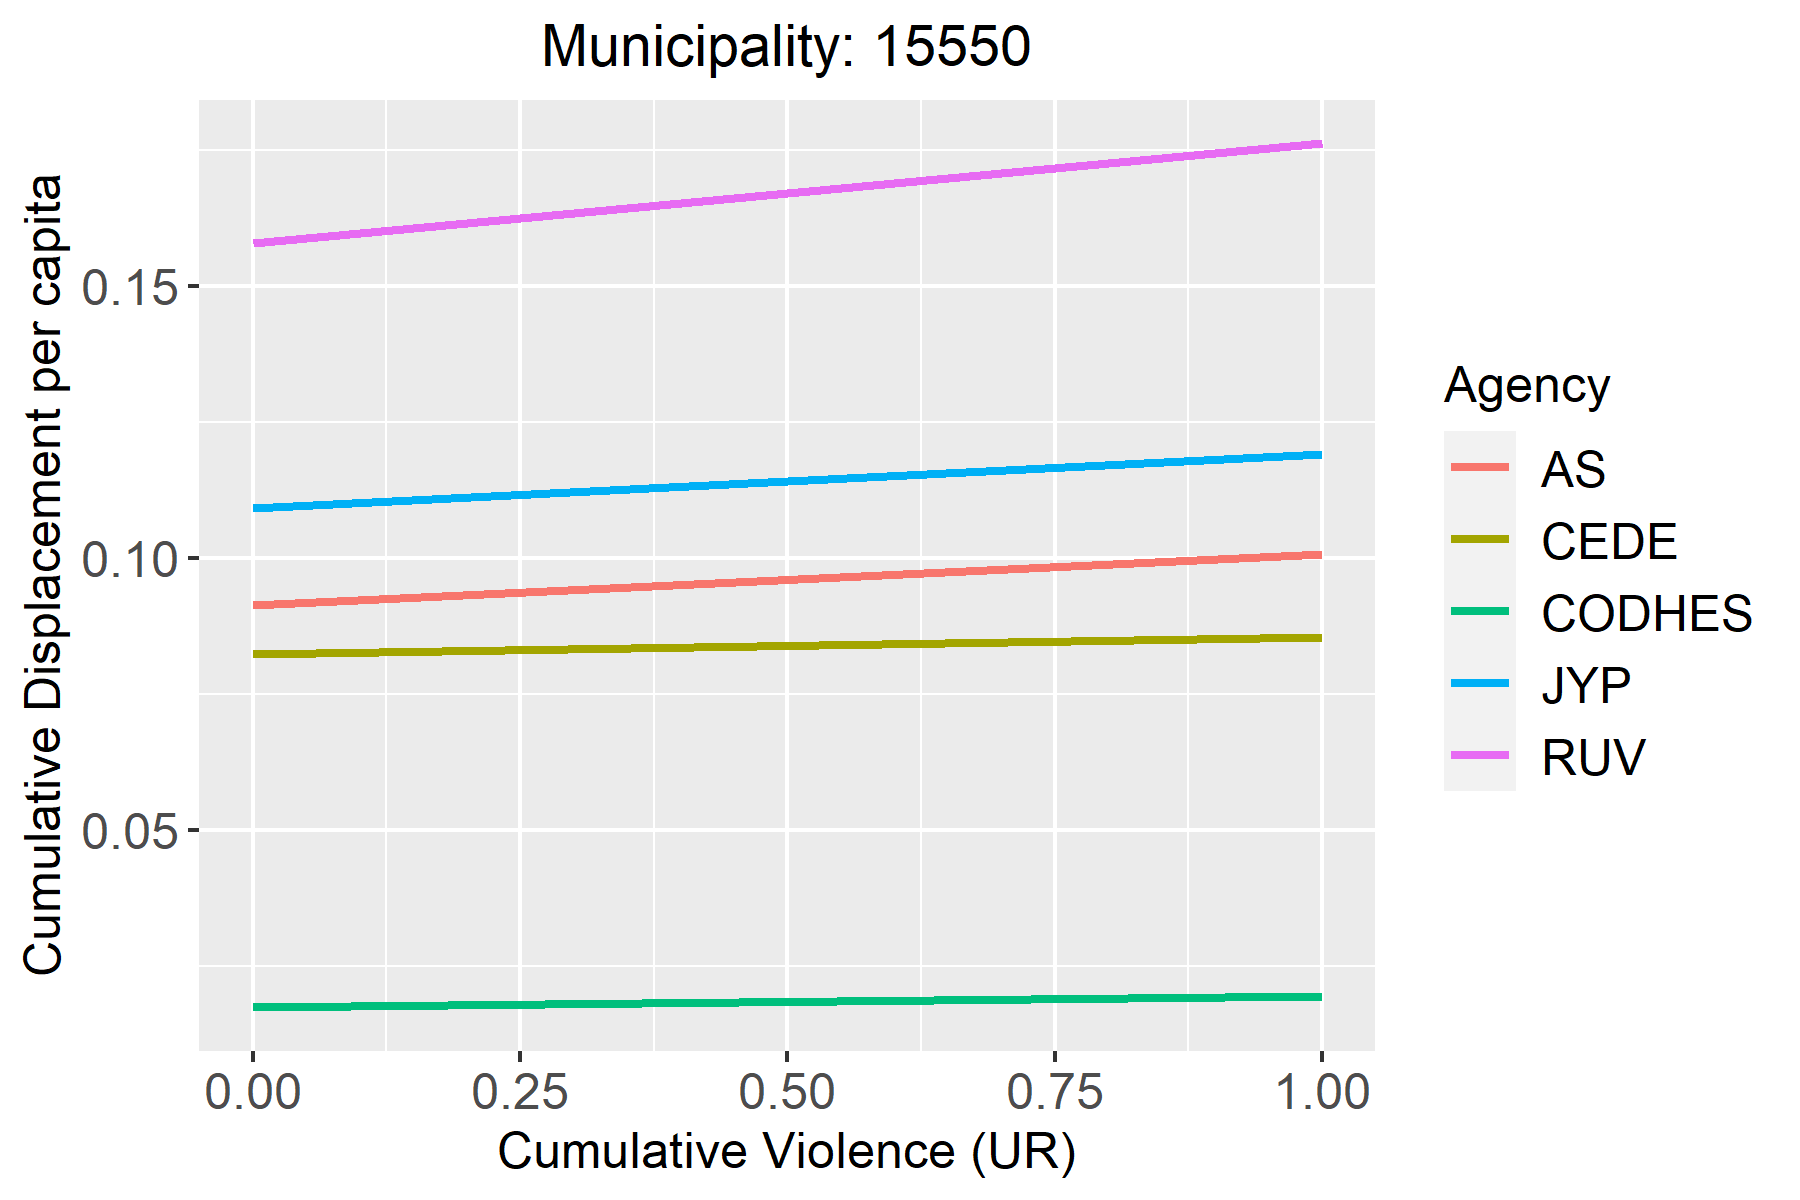 Municipality: 15550
Cumulative Displacement per capita
0.15
0.10
0.05
0.00 0.25 0.50 0.75 1.00
Cumulative Violence (UR)
Agency
AS
CEDE
CODHES
JYP
RUV